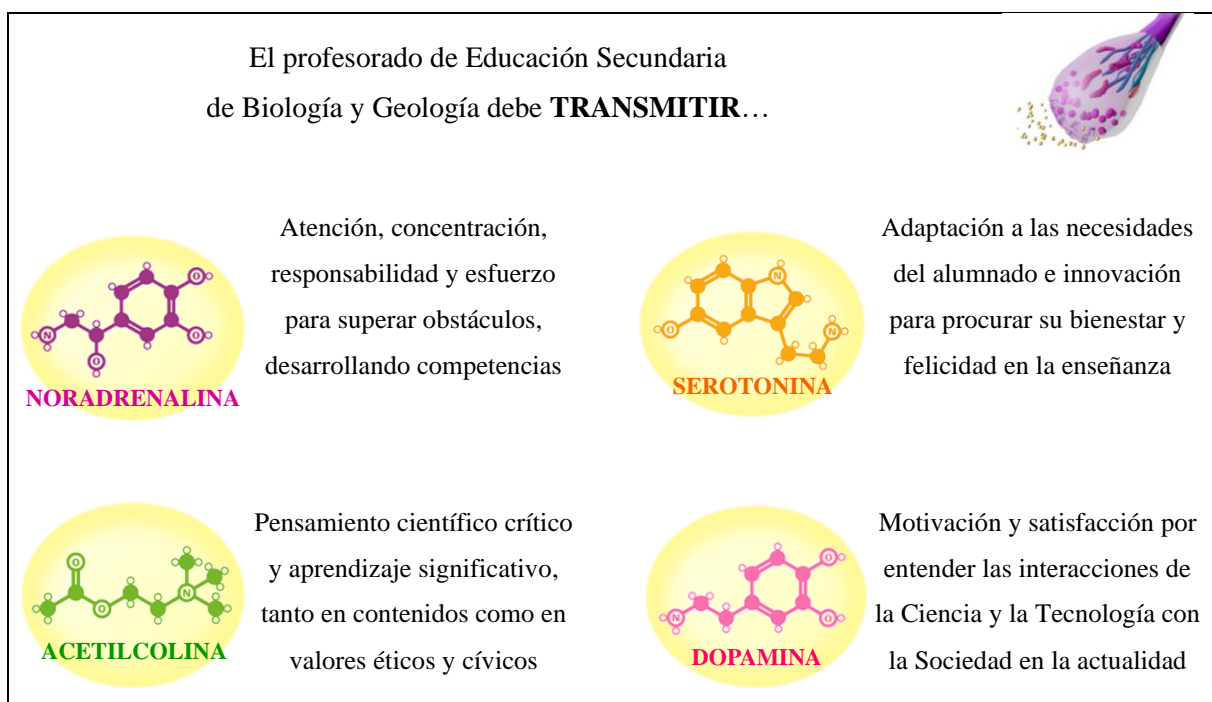 El profesorado de Educación Secundaria
de Biología y Geología debe TRANSMITIR…
Atención, concentración,
responsabilidad y esfuerzo
para superar obstáculos,
desarrollando competencias
NORADRENALINA
Adaptación a las necesidades
del alumnado e innovación
para procurar su bienestar y
felicidad en la enseñanza
SEROTONINA
Pensamiento científico crítico
y aprendizaje significativo,
tanto en contenidos como en
valores éticos y cívicos
ACETILCOLINA
Motivación y satisfacción por
entender las interacciones de
la Ciencia y la Tecnología con
la Sociedad en la actualidad
DOPAMINA